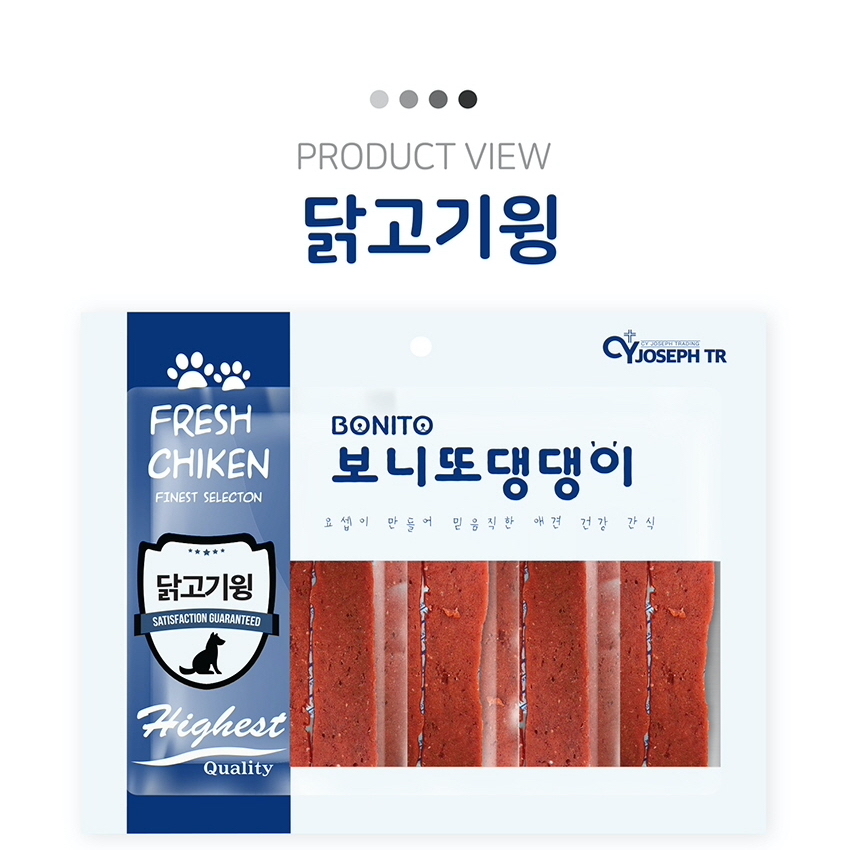 PRODUCT VIEW
닭고기윙
CY JOSEPH TRADING
CYJOSEPH TR
FRESH
CHIKEN
FINEST SELECTON
BONITO
보니또댕댕이
요셉이 만들어 믿음직한 애견 건강 간식
닭고기윙
SATISFACTION GUARANTEED
Highest
Quality